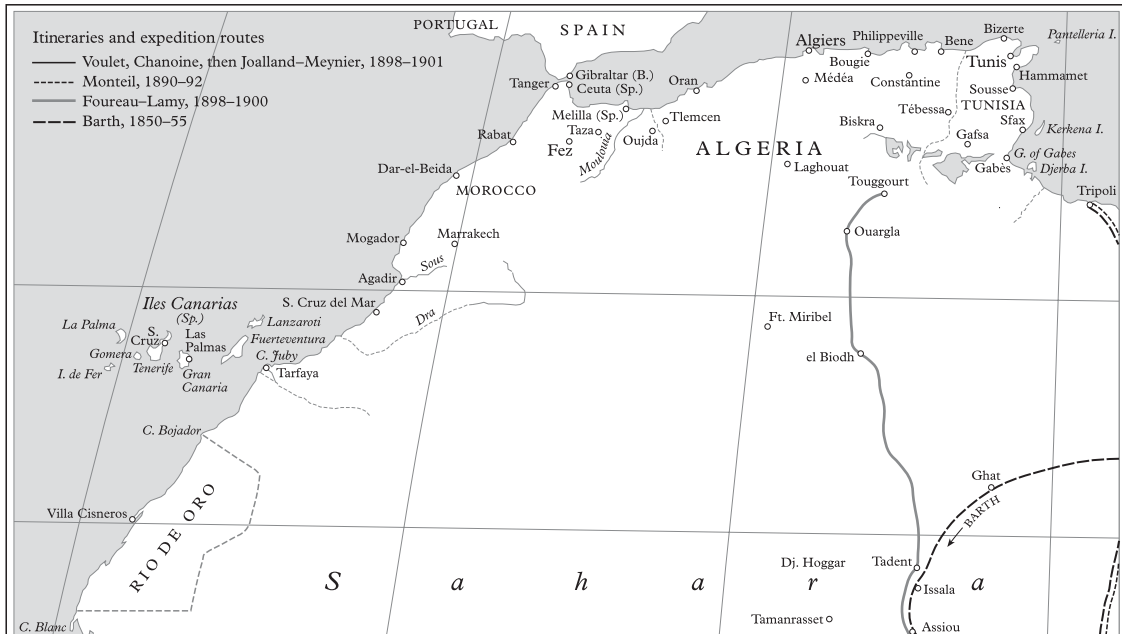 PORTUGAL
SPAIN
Itineraries and expedition routes
Voulet, Chanoine, then Joalland–Meynier, 1898–1901
Monteil, 1890–92
Foureau–Lamy, 1898–1900
Barth, 1850–55
Algiers
Philippeville
Bizerte
Pantelleria I.
Bougie
Bene
Tunis
Tanger
Gibraltar (B.)
Ceuta (Sp.)
Oran
Médéa
Constantine
Hammamet
Sousse
TUNISIA
Melilla (Sp.)
Tlemcen
Tébessa
Sfax
Rabat
Taza
Fez
Moulouia
Oujda
Biskra
Kerkena I.
Gafsa
ALGERIA
G. of Gabes
Gabès
Djerba I.
Dar-el-Beida
Laghouat
MOROCCO
Touggourt
Tripoli
Mogador
Marrakech
Ouargla
Sous
Agadir
Iles Canarias
(Sp.)
S. Cruz del Mar
Dra
La Palma
S.
Cruz
Las
Palmas
Lanzaroti
Fuerteventura
Ft. Miribel
Gomera
C. Juby
el Biodh
I. de Fer
Tenerife
Gran
Canaria
Tarfaya
C. Bojador
Ghat
Villa Cisneros
RIO DE ORO
BARTH
Dj. Hoggar
Tadent
Sahara
Issala
Tamanrasset
Assiou
C. Blanc